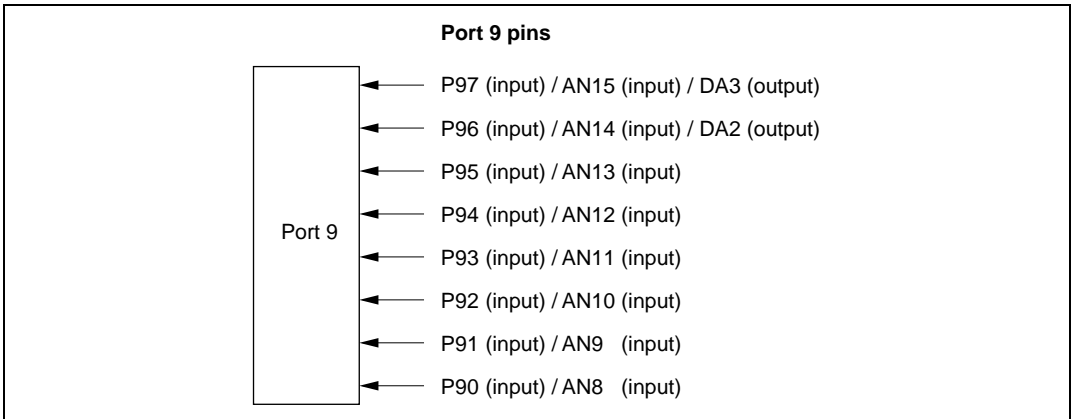 Port 9 pins
P97 (input) / AN15 (input) / DA3 (output)
P96 (input) / AN14 (input) / DA2 (output)
P95 (input) / AN13 (input)
P94 (input) / AN12 (input)
Port 9
P93 (input) / AN11 (input)
P92 (input) / AN10 (input)
P91 (input) / AN9 (input)
P90 (input) / AN8 (input)